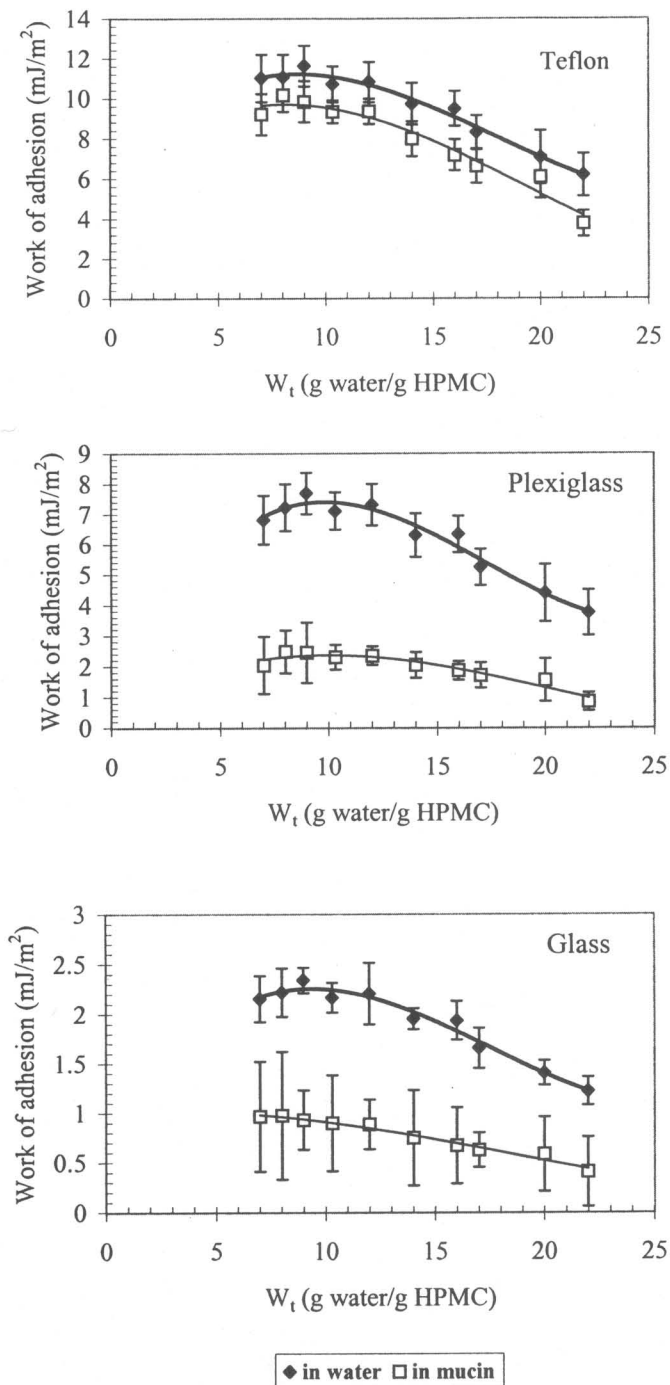 Teflon
Work of adhesion (mJ/m²)
14
12
10
8
6
4
2
0
0 5 10 15 20 25
Wₜ (g water/g HPMC)
Plexiglass
Work of adhesion (mJ/m²)
9
8
7
6
5
4
3
2
1
0
0 5 10 15 20 25
Wₜ (g water/g HPMC)
Glass
Work of adhesion (mJ/m²)
3
2.5
2
1.5
1
0.5
0
0 5 10 15 20 25
Wₜ (g water/g HPMC)
in water in mucin